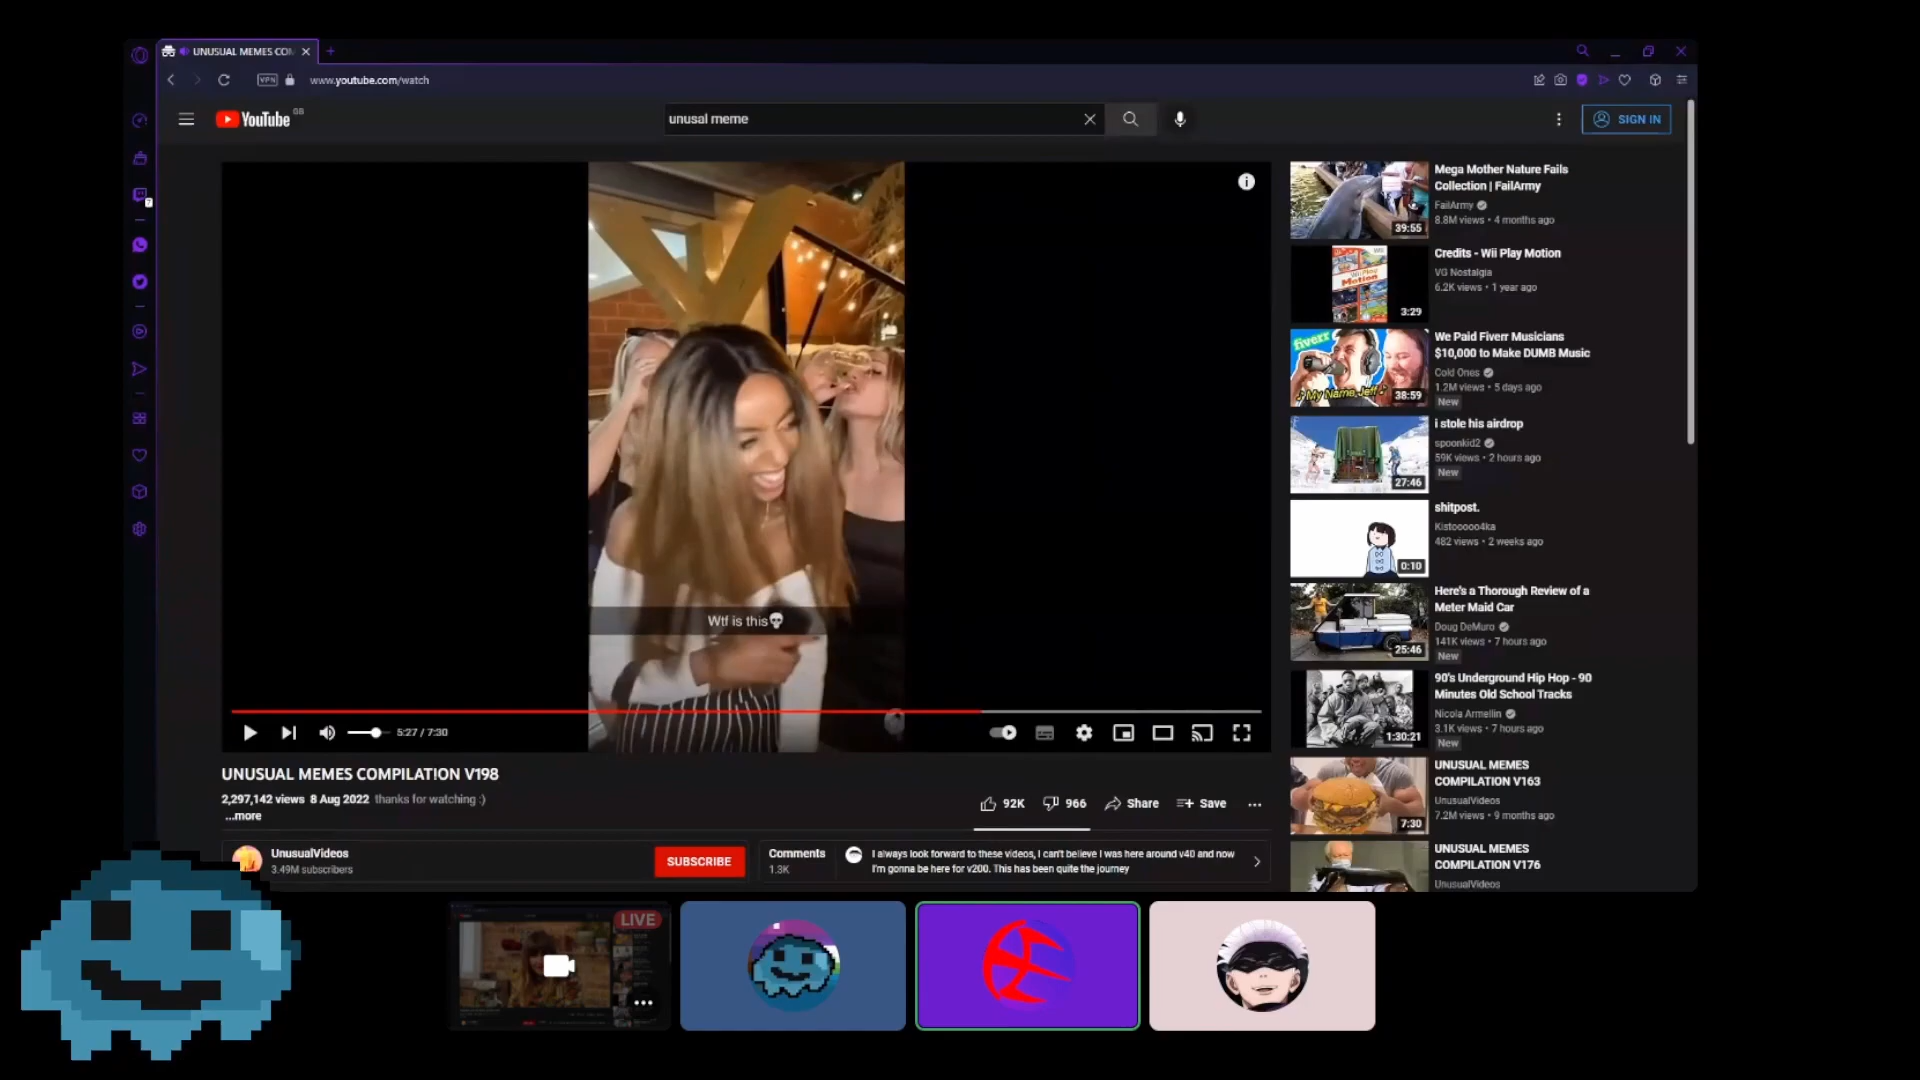 UNUSUAL MEMES CO
VPN
www.youtube.com/watch
YouTube GB
unusal meme
SIGN IN
Wtf is this💀
5:27 / 7:30
UNUSUAL MEMES COMPILATION V198
2,297,142 views 8 Aug 2022 thanks for watching :)
...more
92K
966
Share
Save
UnusualVideos
3.49M subscribers
SUBSCRIBE
Comments
1.3K
I always look forward to these videos, I can't believe I was here around v40 and now
I'm gonna be here for v200. This has been quite the journey
Mega Mother Nature Fails
Collection | FailArmy
FailArmy
8.8M views • 4 months ago
39:55
Credits - Wii Play Motion
VG Nostalgia
6.2K views • 1 year ago
Wii Play
Motion
3:29
We Paid Fiverr Musicians
$10,000 to Make DUMB Music
Cold Ones
1.2M views • 5 days ago
New
fiverr
My Name Jeff
38:59
i stole his airdrop
spoonkid2
59K views • 2 hours ago
New
27:46
shitpost.
Kistooooo4ka
482 views • 2 weeks ago
0:10
Here's a Thorough Review of a
Meter Maid Car
Doug DeMuro
141K views • 7 hours ago
New
25:46
90's Underground Hip Hop - 90
Minutes Old School Tracks
Nicola Armellin
3.1K views • 7 hours ago
New
1:30:21
UNUSUAL MEMES
COMPILATION V163
UnusualVideos
7.2M views • 9 months ago
7:30
UNUSUAL MEMES
COMPILATION V176
UnusualVideos
LIVE